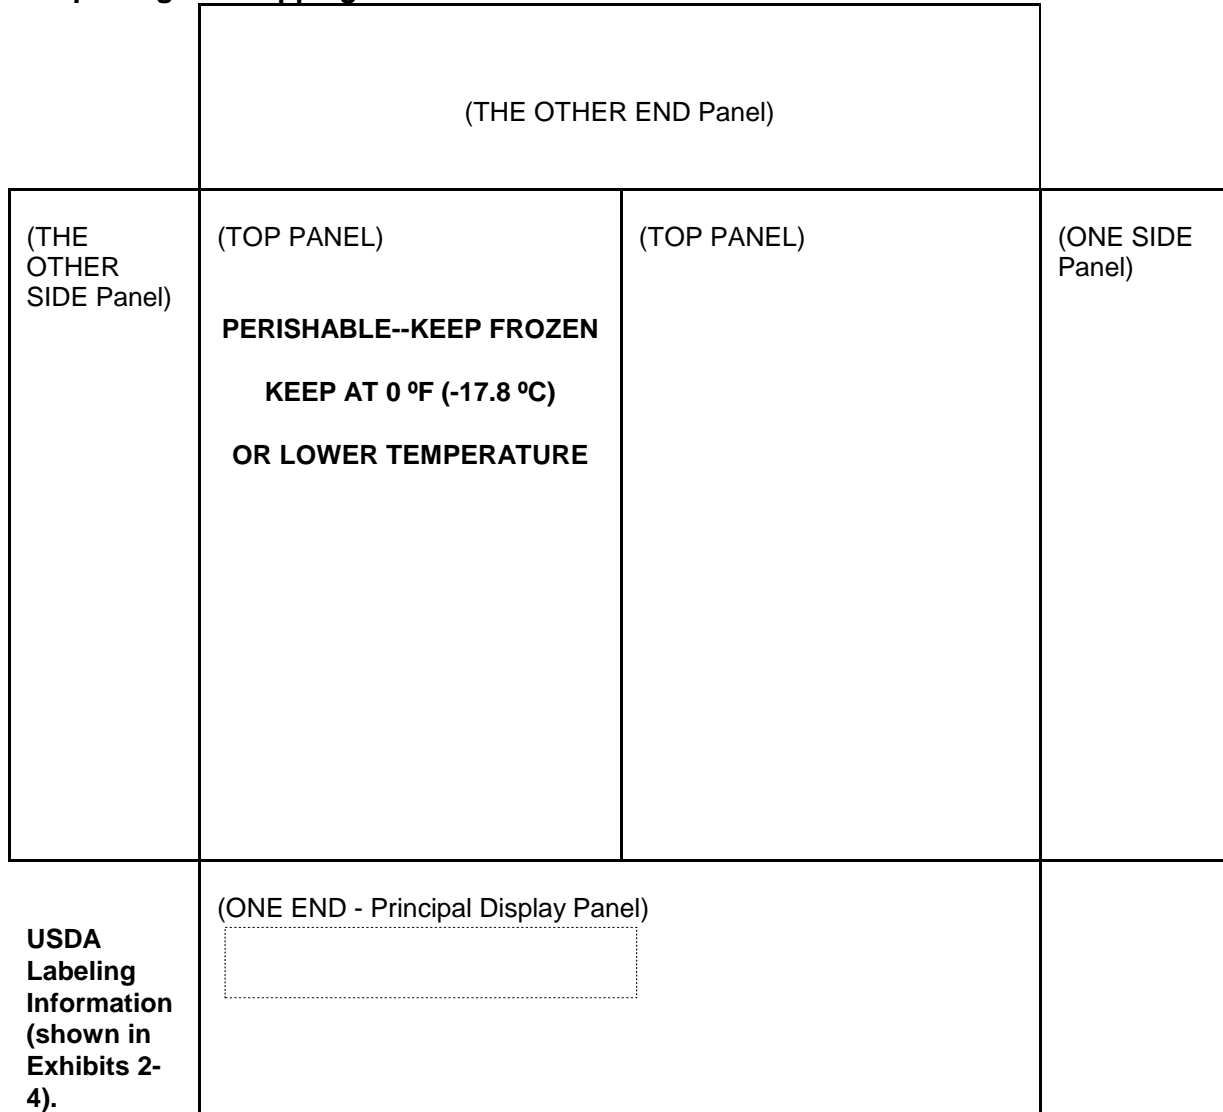 (THE OTHER END Panel)
(THE
OTHER
SIDE Panel)
(TOP PANEL)
PERISHABLE--KEEP FROZEN
KEEP AT 0 ºF (-17.8 ºC)
OR LOWER TEMPERATURE
(TOP PANEL)
(ONE SIDE
Panel)
USDA
Labeling
Information
(shown in
Exhibits 2-
4).
(ONE END - Principal Display Panel)